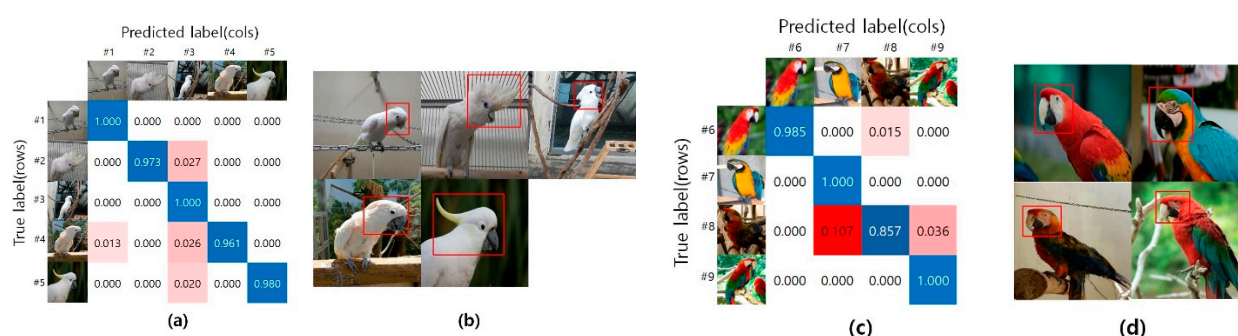 Predicted label(cols)
#1 #2 #3 #4 #5
True label(rows)
#1 1.000 0.000 0.000 0.000 0.000
#2 0.000 0.973 0.027 0.000 0.000
#3 0.000 0.000 1.000 0.000 0.000
#4 0.013 0.000 0.026 0.961 0.000
#5 0.000 0.000 0.020 0.000 0.980
(a)
(b)
Predicted label(cols)
#6 #7 #8 #9
True label(rows)
#6 0.985 0.000 0.015 0.000
#7 0.000 1.000 0.000 0.000
#8 0.000 0.107 0.857 0.036
#9 0.000 0.000 0.000 1.000
(c)
(d)